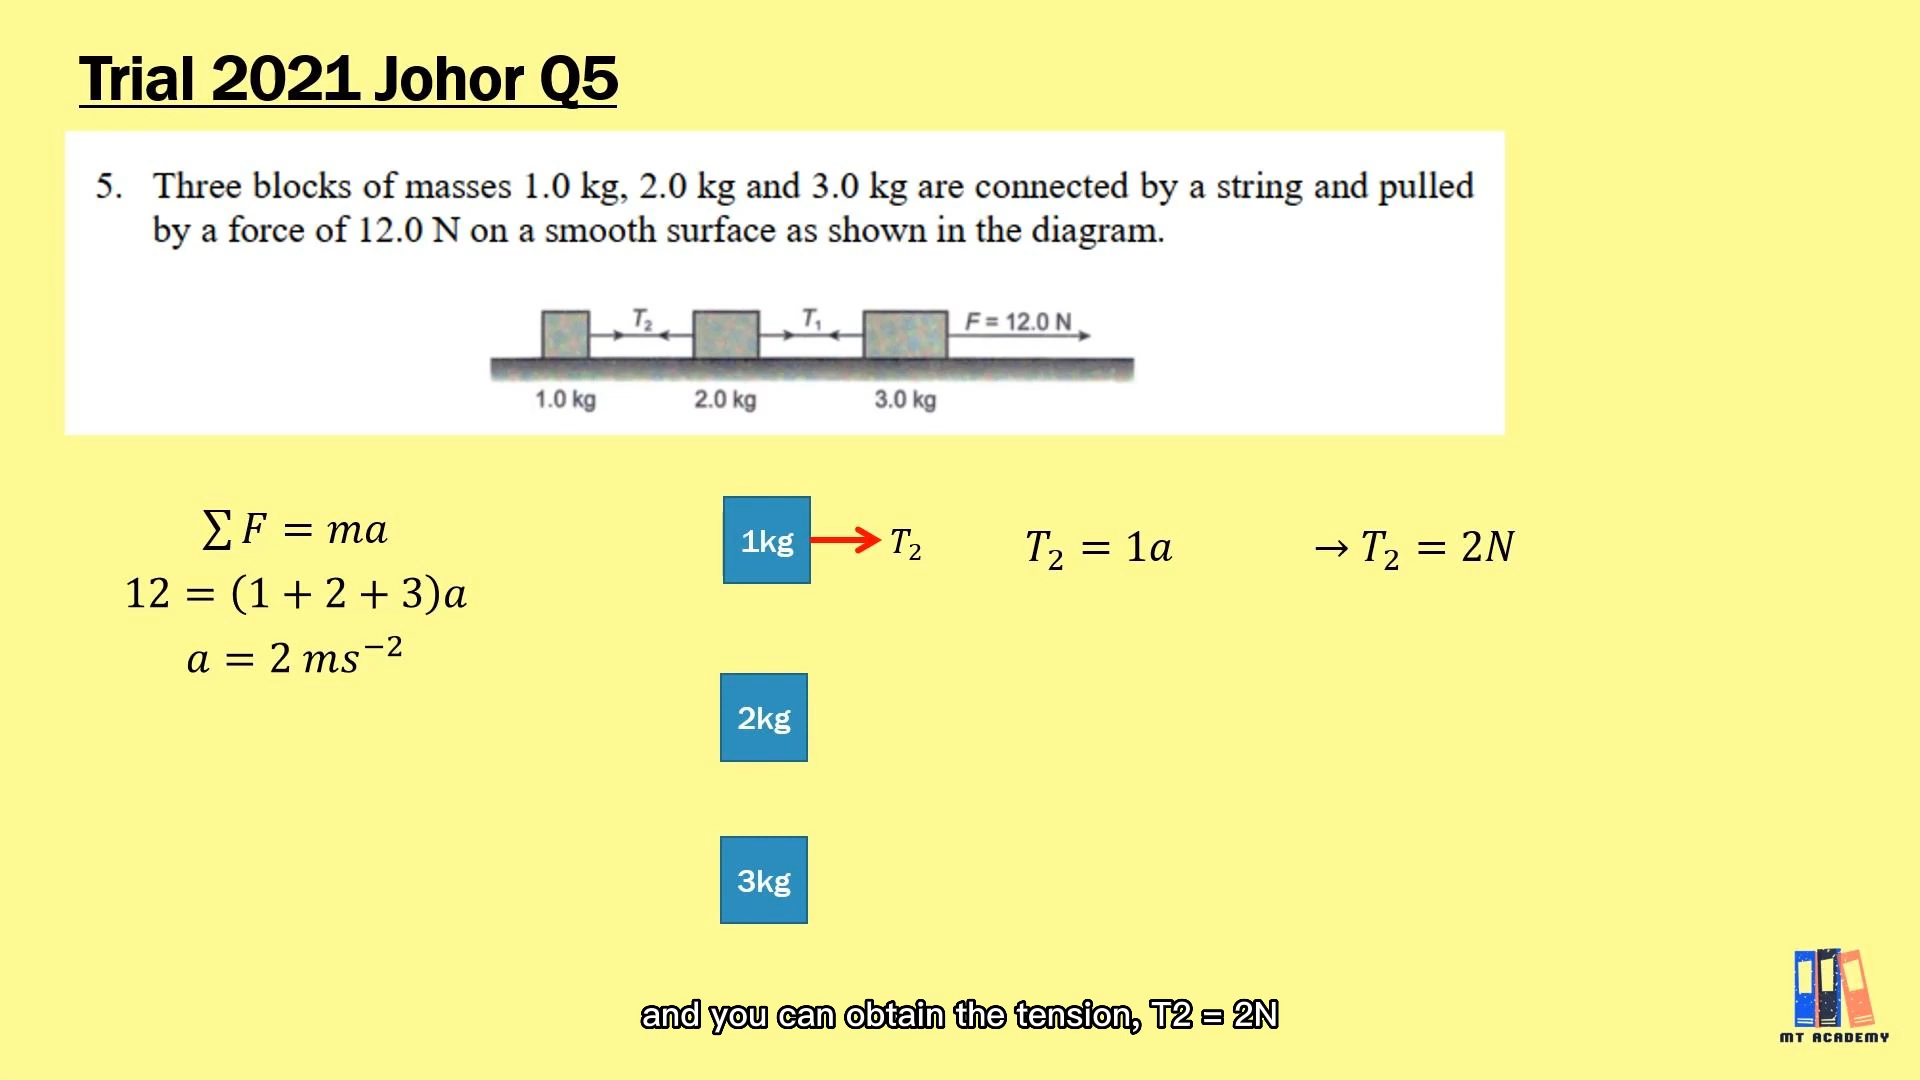 Trial 2021 Johor Q5
5. Three blocks of masses 1.0 kg, 2.0 kg and 3.0 kg are connected by a string and pulled
by a force of 12.0 N on a smooth surface as shown in the diagram.
T₂ T₁ F = 12.0 N
1.0 kg 2.0 kg 3.0 kg
∑ F = ma
12 = (1 + 2 + 3)a
a = 2 ms⁻²
1kg T₂ T₂ = 1a → T₂ = 2N
2kg
3kg
and you can obtain the tension, T2 = 2N
MT ACADEMY